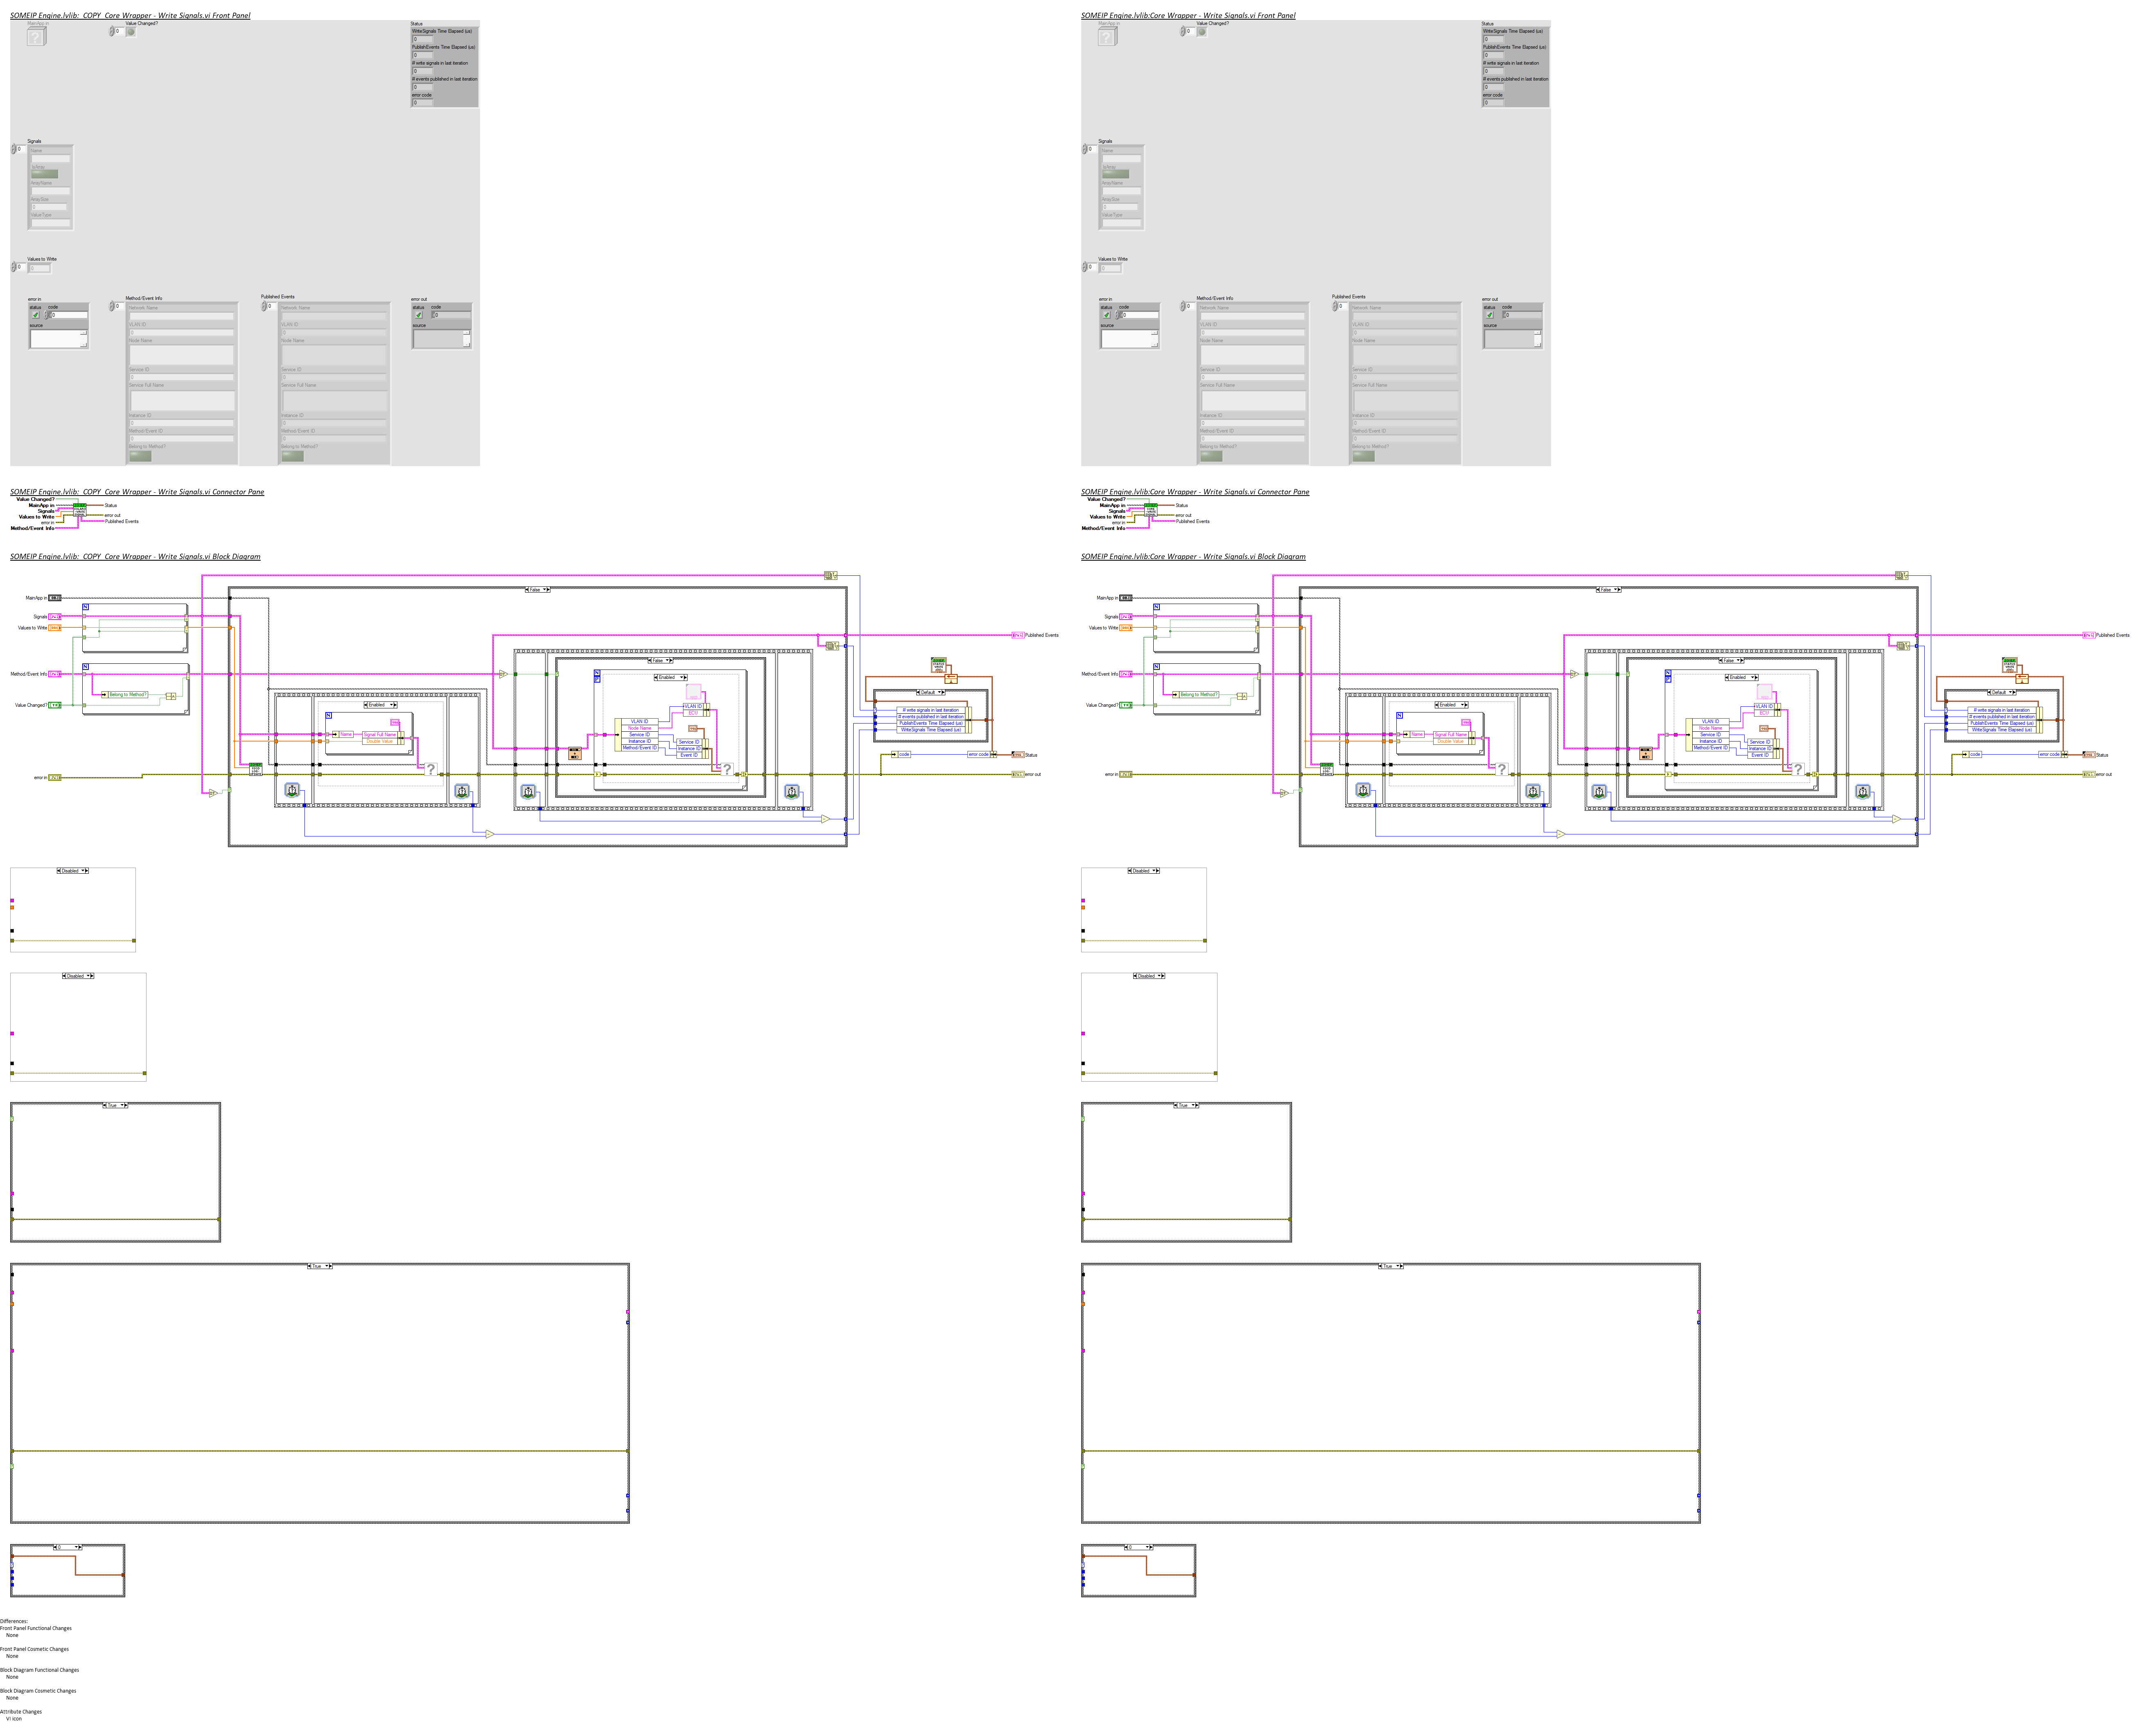 SOMEIP Engine.lvlib:_COPY_Core Wrapper - Write Signals.vi Front Panel
MainApp in
Value Changed?
0
Status
WriteSignals Time Elapsed (us)
0
PublishEvents Time Elapsed (us)
0
# write signals in last iteration
0
# events published in last iteration
0
error code
0
Signals
0
Name
IsArray
ArrayName
ArraySize
0
ValueType
Values to Write
0
error in
status code
0
source
Method/Event Info
0
Network Name
VLAN ID
0
Node Name
Service ID
0
Service Full Name
Instance ID
0
Method/Event ID
0
Belong to Method?
Published Events
0
Network Name
VLAN ID
0
Node Name
Service ID
0
Service Full Name
Instance ID
0
Method/Event ID
0
Belong to Method?
error out
status code
0
source
SOMEIP Engine.lvlib:_COPY_Core Wrapper - Write Signals.vi Connector Pane
Value Changed?
MainApp in
Signals
Values to Write
error in
Method/Event Info
Status
error out
Published Events
SOMEIP Engine.lvlib:_COPY_Core Wrapper - Write Signals.vi Block Diagram
False
MainApp in
Signals
Values to Write
Method/Event Info
Belong to Method?
Value Changed?
error in
N
N
Enabled
N
Name
Signal Full Name
Double Value
False
Enabled
VLAN ID
Node Name
Service ID
Instance ID
Method/Event ID
VLAN ID
ECU
Service ID
Instance ID
Event ID
Published Events
Default
# write signals in last iteration
# events published in last iteration
PublishEvents Time Elapsed (us)
WriteSignals Time Elapsed (us)
code
error code
Status
error out
Disabled
Disabled
True
True
0
Differences:
Front Panel Functional Changes
None
Front Panel Cosmetic Changes
None
Block Diagram Functional Changes
None
Block Diagram Cosmetic Changes
None
Attribute Changes
VI icon
SOMEIP Engine.lvlib:Core Wrapper - Write Signals.vi Front Panel
MainApp in
Value Changed?
0
Status
WriteSignals Time Elapsed (us)
0
PublishEvents Time Elapsed (us)
0
# write signals in last iteration
0
# events published in last iteration
0
error code
0
Signals
0
Name
IsArray
ArrayName
ArraySize
0
ValueType
Values to Write
0
error in
status code
0
source
Method/Event Info
0
Network Name
VLAN ID
0
Node Name
Service ID
0
Service Full Name
Instance ID
0
Method/Event ID
0
Belong to Method?
Published Events
0
Network Name
VLAN ID
0
Node Name
Service ID
0
Service Full Name
Instance ID
0
Method/Event ID
0
Belong to Method?
error out
status code
0
source
SOMEIP Engine.lvlib:Core Wrapper - Write Signals.vi Connector Pane
Value Changed?
MainApp in
Signals
Values to Write
error in
Method/Event Info
Status
error out
Published Events
SOMEIP Engine.lvlib:Core Wrapper - Write Signals.vi Block Diagram
False
MainApp in
Signals
Values to Write
Method/Event Info
Belong to Method?
Value Changed?
error in
N
N
Enabled
N
Name
Signal Full Name
Double Value
False
Enabled
VLAN ID
Node Name
Service ID
Instance ID
Method/Event ID
VLAN ID
ECU
Service ID
Instance ID
Event ID
Published Events
Default
# write signals in last iteration
# events published in last iteration
PublishEvents Time Elapsed (us)
WriteSignals Time Elapsed (us)
code
error code
Status
error out
Disabled
Disabled
True
True
0